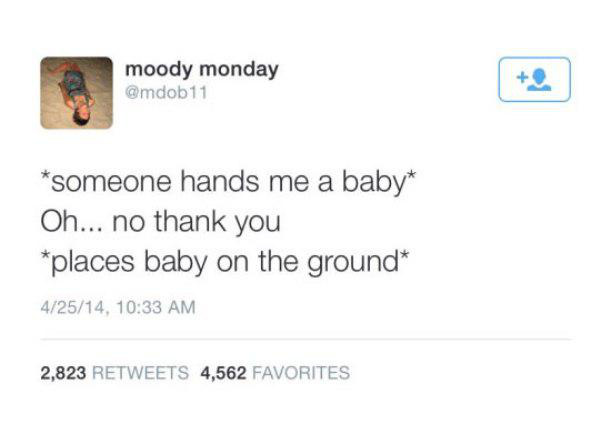 moody monday
@mdob11
*someone hands me a baby*
Oh... no thank you
*places baby on the ground*
4/25/14, 10:33 AM
2,823 RETWEETS 4,562 FAVORITES